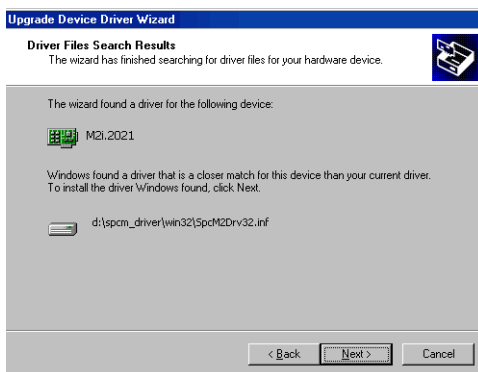 Upgrade Device Driver Wizard
Driver Files Search Results
The wizard has finished searching for driver files for your hardware device.
The wizard found a driver for the following device:
M2i.2021
Windows found a driver that is a closer match for this device than your current driver.
To install the driver Windows found, click Next.
d:\spcm_driver\win32\SpcM2Drv32.inf
< Back
Next >
Cancel